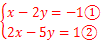 x − 2y = −1①
2x − 5y = 1②